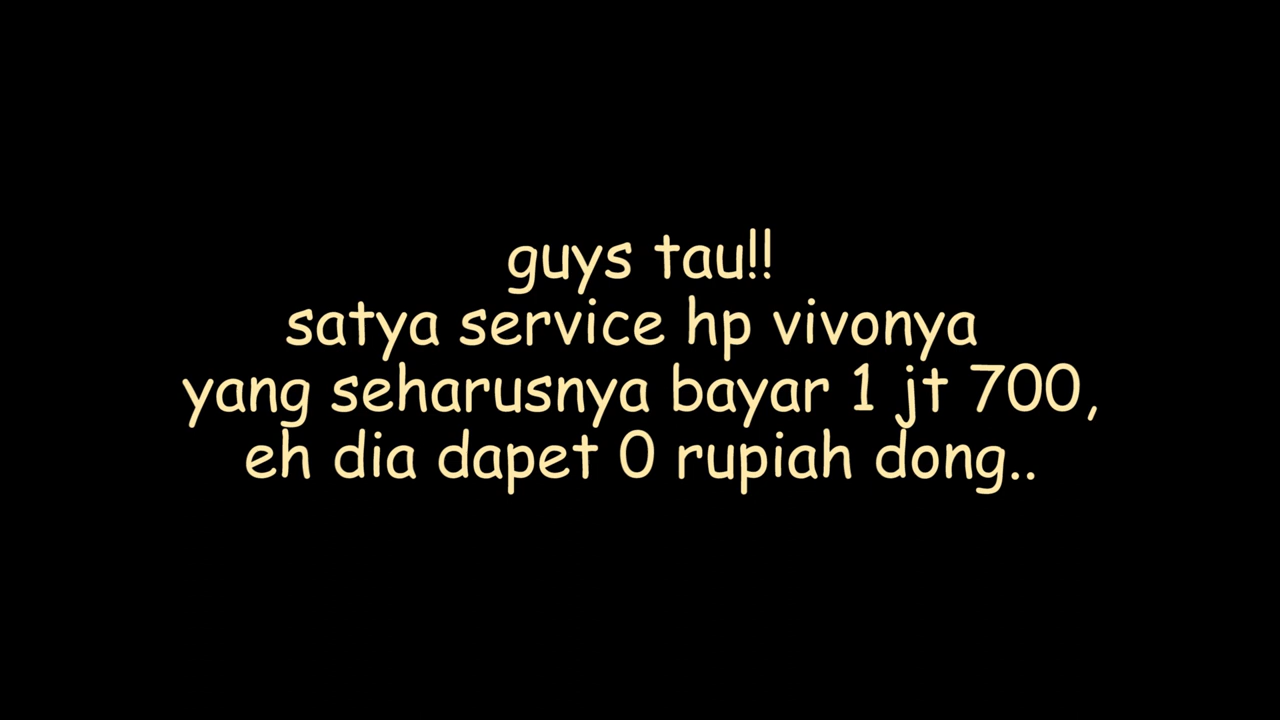 guys tau!!
satya service hp vivonya
yang seharusnya bayar 1 jt 700,
eh dia dapet 0 rupiah dong..